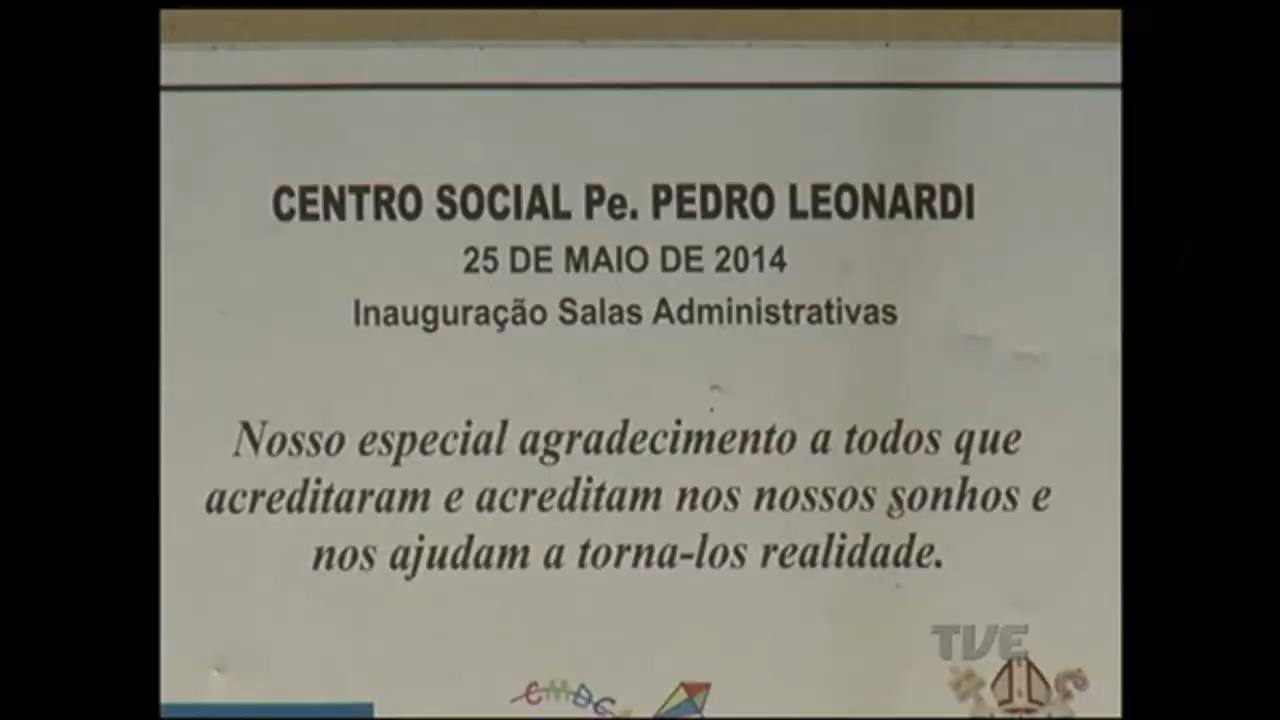 CENTRO SOCIAL Pe. PEDRO LEONARDI
25 DE MAIO DE 2014
Inauguração Salas Administrativas
Nosso especial agradecimento a todos que
acreditaram e acreditam nos nossos sonhos e
nos ajudam a torna-los realidade.
TVE
CMDC